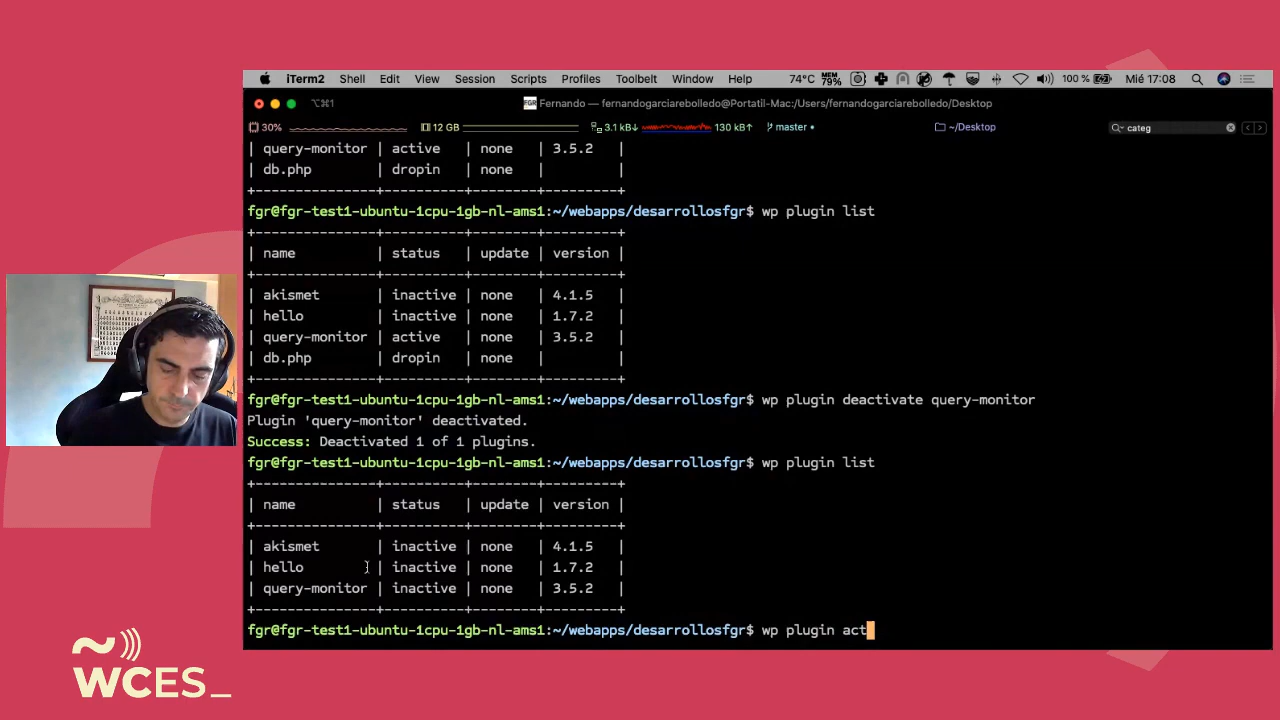 iTerm2 Shell Edit View Session Scripts Profiles Toolbelt Window Help 74°C MEM 79% 100 % Mié 17:08
⌥⌘1 FGR Fernando — fernandogarciarebolledo@Portatil-Mac:/Users/fernandogarciarebolledo/Desktop
30% 12 GB 3.1 kB↓ 130 kB↑ master • ~/Desktop categ
| query-monitor | active | none | 3.5.2 |
| db.php | dropin | none | |
+---------------+----------+--------+---------+
fgr@fgr-test1-ubuntu-1cpu-1gb-nl-ams1:~/webapps/desarrollosfgr$ wp plugin list
+---------------+----------+--------+---------+
| name | status | update | version |
+---------------+----------+--------+---------+
| akismet | inactive | none | 4.1.5 |
| hello | inactive | none | 1.7.2 |
| query-monitor | active | none | 3.5.2 |
| db.php | dropin | none | |
+---------------+----------+--------+---------+
fgr@fgr-test1-ubuntu-1cpu-1gb-nl-ams1:~/webapps/desarrollosfgr$ wp plugin deactivate query-monitor
Plugin 'query-monitor' deactivated.
Success: Deactivated 1 of 1 plugins.
fgr@fgr-test1-ubuntu-1cpu-1gb-nl-ams1:~/webapps/desarrollosfgr$ wp plugin list
+---------------+----------+--------+---------+
| name | status | update | version |
+---------------+----------+--------+---------+
| akismet | inactive | none | 4.1.5 |
| hello | inactive | none | 1.7.2 |
| query-monitor | inactive | none | 3.5.2 |
+---------------+----------+--------+---------+
fgr@fgr-test1-ubuntu-1cpu-1gb-nl-ams1:~/webapps/desarrollosfgr$ wp plugin act
WCES_